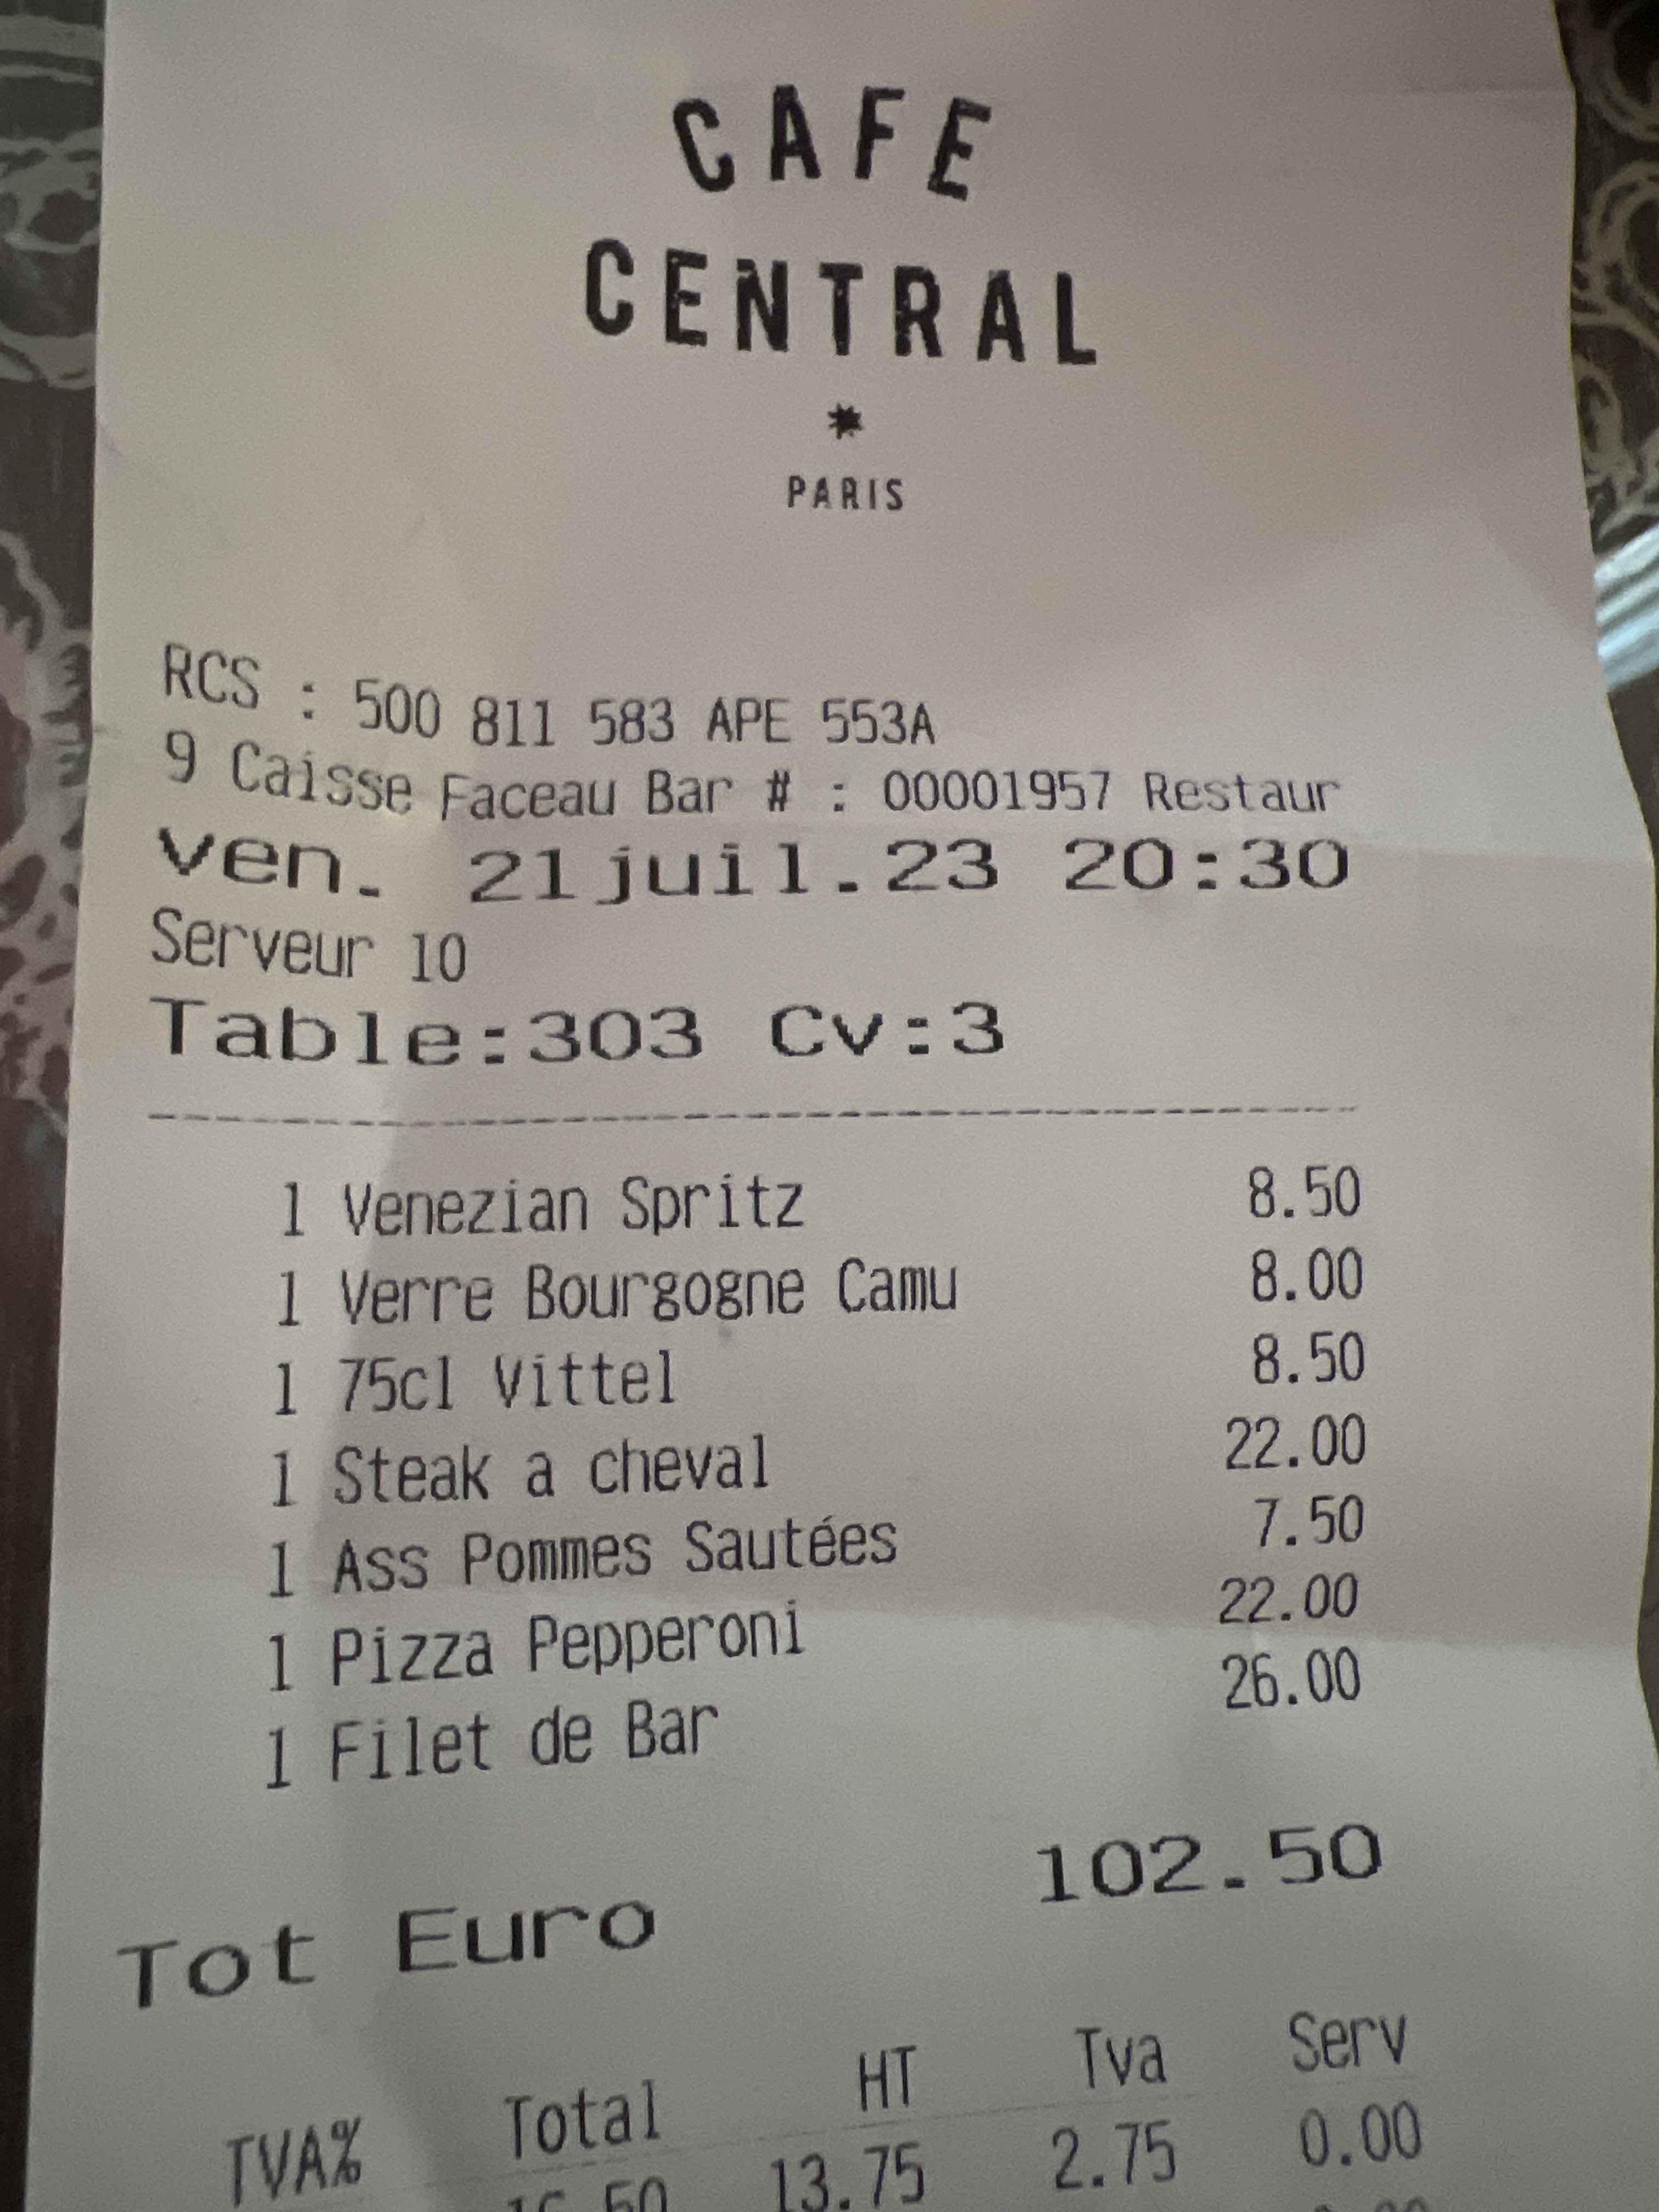 CAFE
CENTRAL
*
PARIS
RCS : 500 811 583 APE 553A
9 Caisse Faceau Bar # : 00001957 Restaur
ven. 21juil.23 20:30
Serveur 10
Table:303 Cv:3
1 Venezian Spritz 8.50
1 Verre Bourgogne Camu 8.00
1 75cl Vittel 8.50
1 Steak a cheval 22.00
1 Ass Pommes Sautées 7.50
1 Pizza Pepperoni 22.00
1 Filet de Bar 26.00
Tot Euro 102.50
TVA% Total HT Tva Serv
16.50 13.75 2.75 0.00